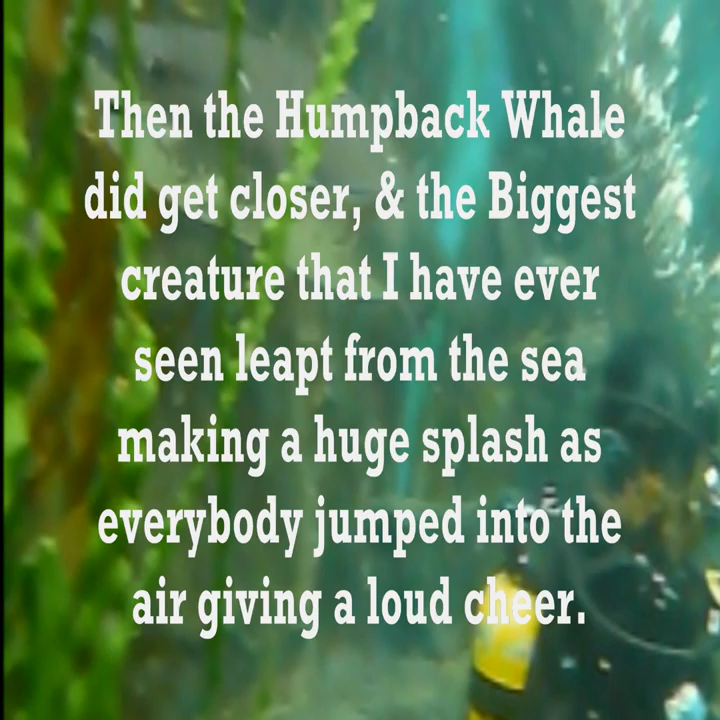 Then the Humpback Whale
did get closer, & the Biggest
creature that I have ever
seen leapt from the sea
making a huge splash as
everybody jumped into the
air giving a loud cheer.